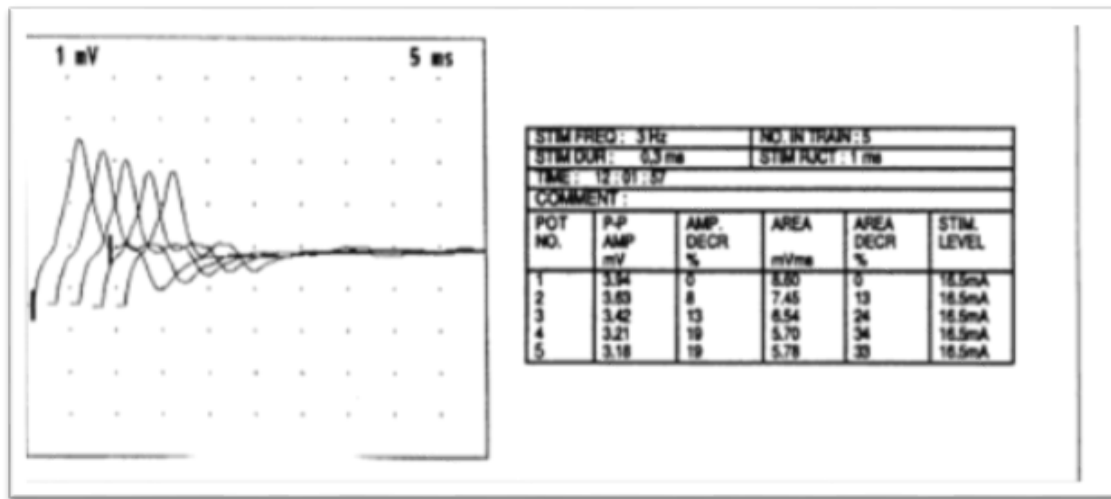 1 mV 5 ms
STIM FREQ : 3 Hz NO. IN TRAIN : 5
STIM DUR : 0.3 ms STIM RJCT : 1 ms
TIME : 12 : 01 : 57
COMMENT :
POT P-P AMP. AREA AREA STIM.
NO. AMP DECR DECR LEVEL
mV % mVms %
1 3.94 0 8.60 0 16.5mA
2 3.63 8 7.45 13 16.5mA
3 3.42 13 6.54 24 16.5mA
4 3.21 19 5.70 34 16.5mA
5 3.18 19 5.78 33 16.5mA